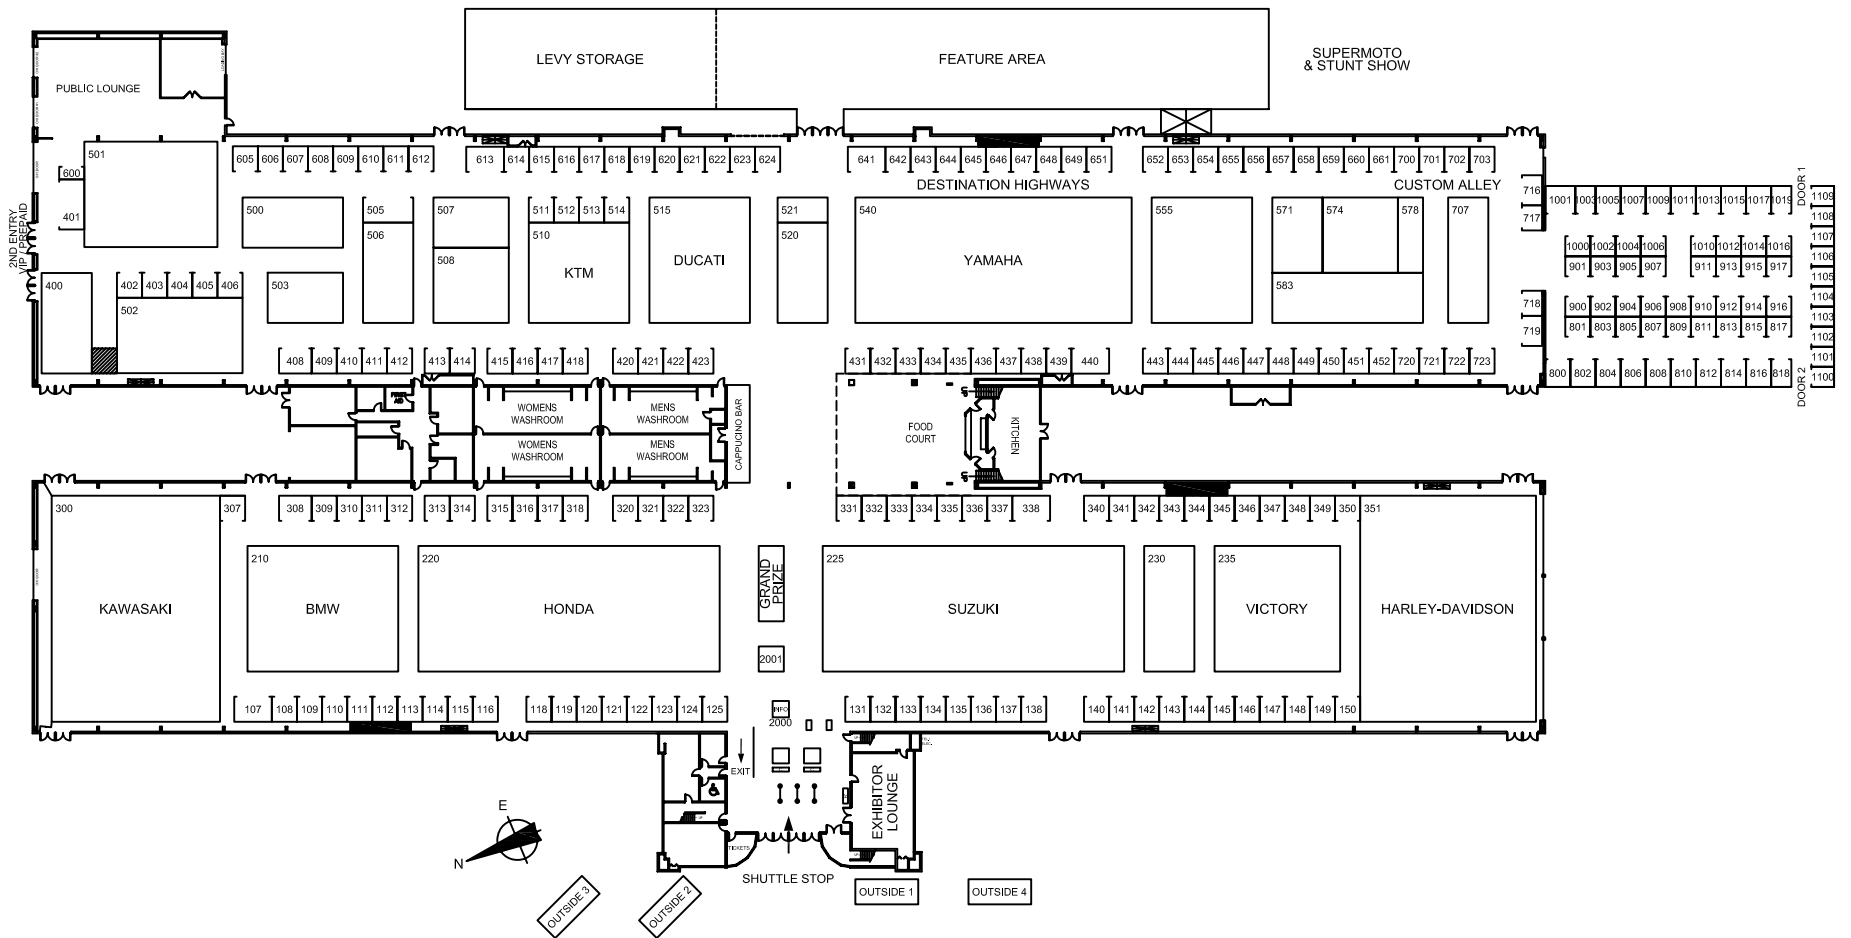 LEVY STORAGE
FEATURE AREA
SUPERMOTO
& STUNT SHOW
PUBLIC LOUNGE
501
600
401
605 606 607 608 609 610 611 612
613 614 615 616 617 618 619 620 621 622 623 624
641 642 643 644 645 646 647 648 649 651
652 653 654 655 656 657 658 659 660 661 700 701 702 703
DESTINATION HIGHWAYS
CUSTOM ALLEY
716
717
718
719
2ND ENTRY
VIP / PREPAID
500
505
506
507
508
511 512 513 514
510
KTM
515
DUCATI
521
520
540
YAMAHA
555
571
574
578
583
707
503
400
402 403 404 405 406
502
1001 1003 1005 1007 1009 1011 1013 1015 1017 1019
DOOR 1
1109
1108
1107
1106
1105
1104
1103
1102
1101
1100
DOOR 2
1000 1002 1004 1006
1010 1012 1014 1016
901 903 905 907
911 913 915 917
900 902 904 906 908 910 912 914 916
801 803 805 807 809 811 813 815 817
800 802 804 806 808 810 812 814 816 818
408 409 410 411 412
413 414
415 416 417 418
420 421 422 423
431 432 433 434 435 436 437 438 439 440
443 444 445 446 447 448 449 450 451 452 720 721 722 723
FIRST
AID
WOMENS
WASHROOM
MENS
WASHROOM
WOMENS
WASHROOM
MENS
WASHROOM
CAPPUCINO BAR
FOOD
COURT
UP
UP
KITCHEN
300
307
308 309 310 311 312
313 314
315 316 317 318
320 321 322 323
331 332 333 334 335 336 337 338
340 341 342 343 344 345 346 347 348 349 350
351
KAWASAKI
210
BMW
220
HONDA
GRAND
PRIZE
2001
225
SUZUKI
230
235
VICTORY
HARLEY-DAVIDSON
107 108 109 110 111 112 113 114 115 116
118 119 120 121 122 123 124 125
INFO
2000
131 132 133 134 135 136 137 138
140 141 142 143 144 145 146 147 148 149 150
EXIT
EXHIBITOR
LOUNGE
TICKETS
SHUTTLE STOP
E
N
OUTSIDE 3
OUTSIDE 2
OUTSIDE 1
OUTSIDE 4